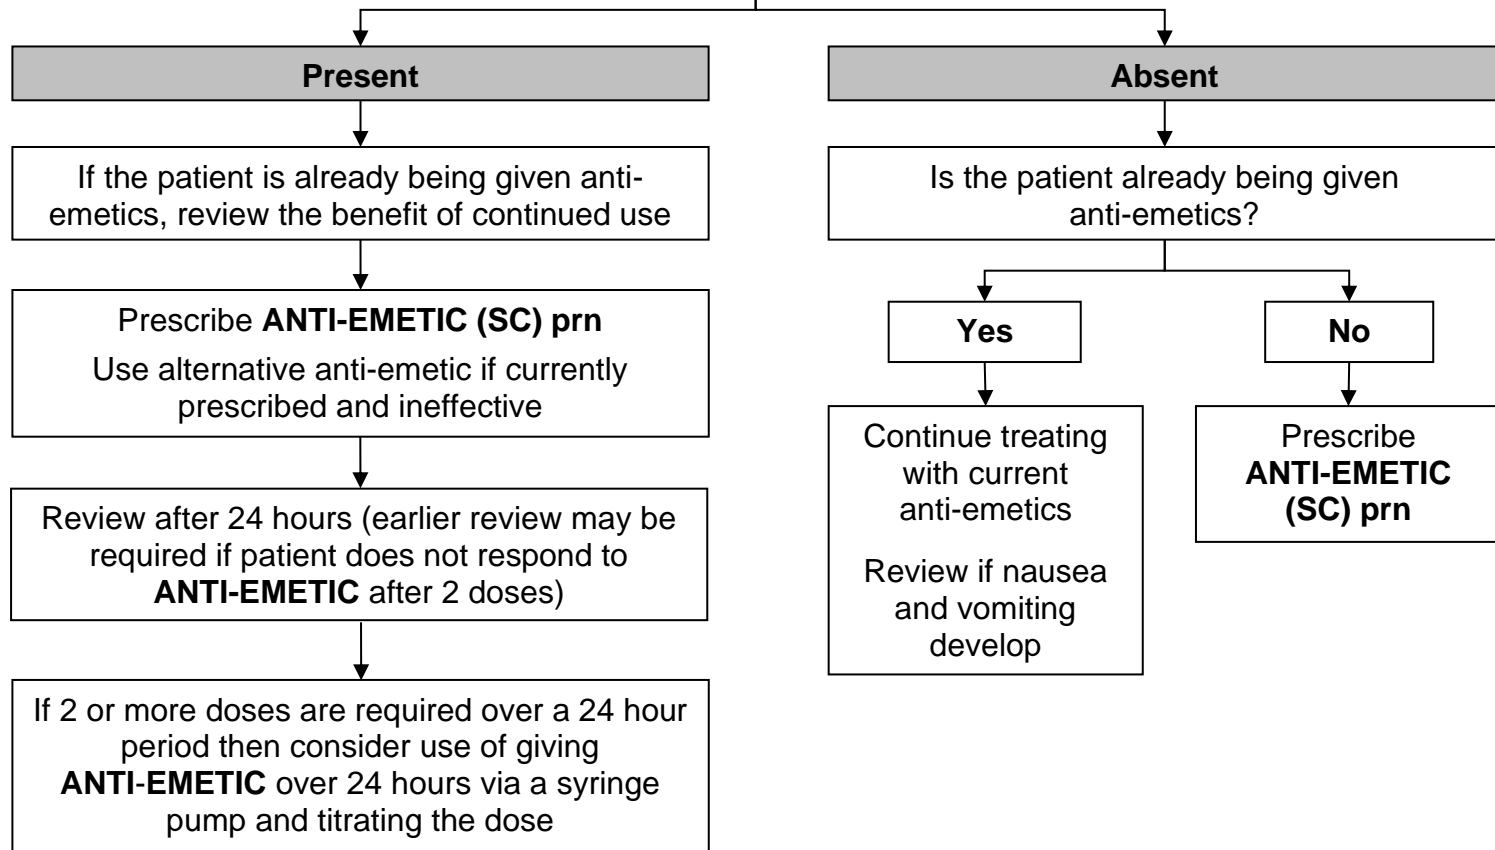 Present
If the patient is already being given anti-
emetics, review the benefit of continued use
Prescribe ANTI-EMETIC (SC) prn
Use alternative anti-emetic if currently
prescribed and ineffective
Review after 24 hours (earlier review may be
required if patient does not respond to
ANTI-EMETIC after 2 doses)
If 2 or more doses are required over a 24 hour
period then consider use of giving
ANTI-EMETIC over 24 hours via a syringe
pump and titrating the dose
Absent
Is the patient already being given
anti-emetics?
Yes
Continue treating
with current
anti-emetics
Review if nausea
and vomiting
develop
No
Prescribe
ANTI-EMETIC
(SC) prn